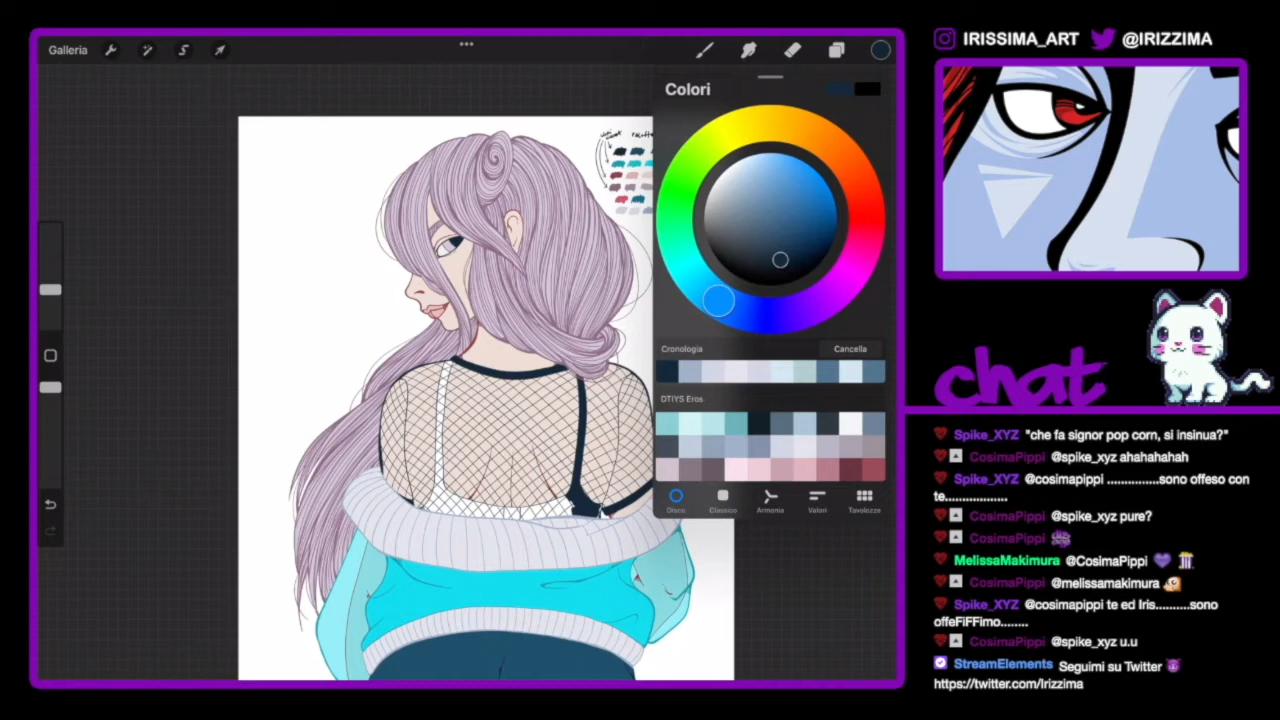 Galleria
Colori
Cronologia
Cancella
DTIYS Eros
Disco
Classico
Armonia
Valori
Tavolozze
IRISSIMA_ART
@IRIZZIMA
chat
Spike_XYZ "che fa signor pop corn, si insinua?"
CosimaPippi @spike_xyz ahahahahah
Spike_XYZ @cosimapippi ...............sono offeso con
te.................
CosimaPippi @spike_xyz pure?
CosimaPippi
MelissaMakimura @CosimaPippi
CosimaPippi @melissamakimura
Spike_XYZ @cosimapippi te ed Iris..........sono
offeFiFFimo........
CosimaPippi @spike_xyz u.u
StreamElements Seguimi su Twitter
https://twitter.com/Irizzima